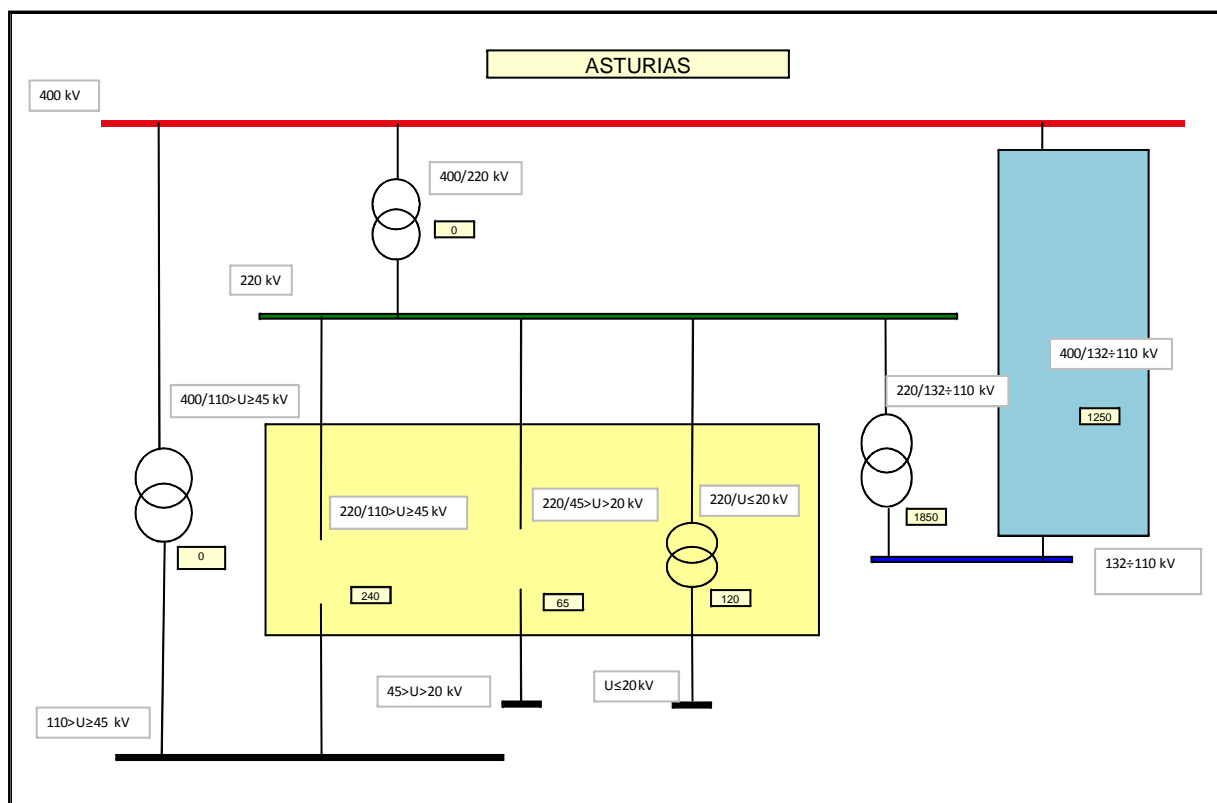 ASTURIAS
400 kV
400/220 kV
0
220 kV
400/132÷110 kV
220/132÷110 kV
400/110>U≥45 kV
1250
220/110>U≥45 kV
220/45>U>20 kV
220/U≤20 kV
1850
0
132÷110 kV
240
65
120
45>U>20 kV
U≤20 kV
110>U≥45 kV